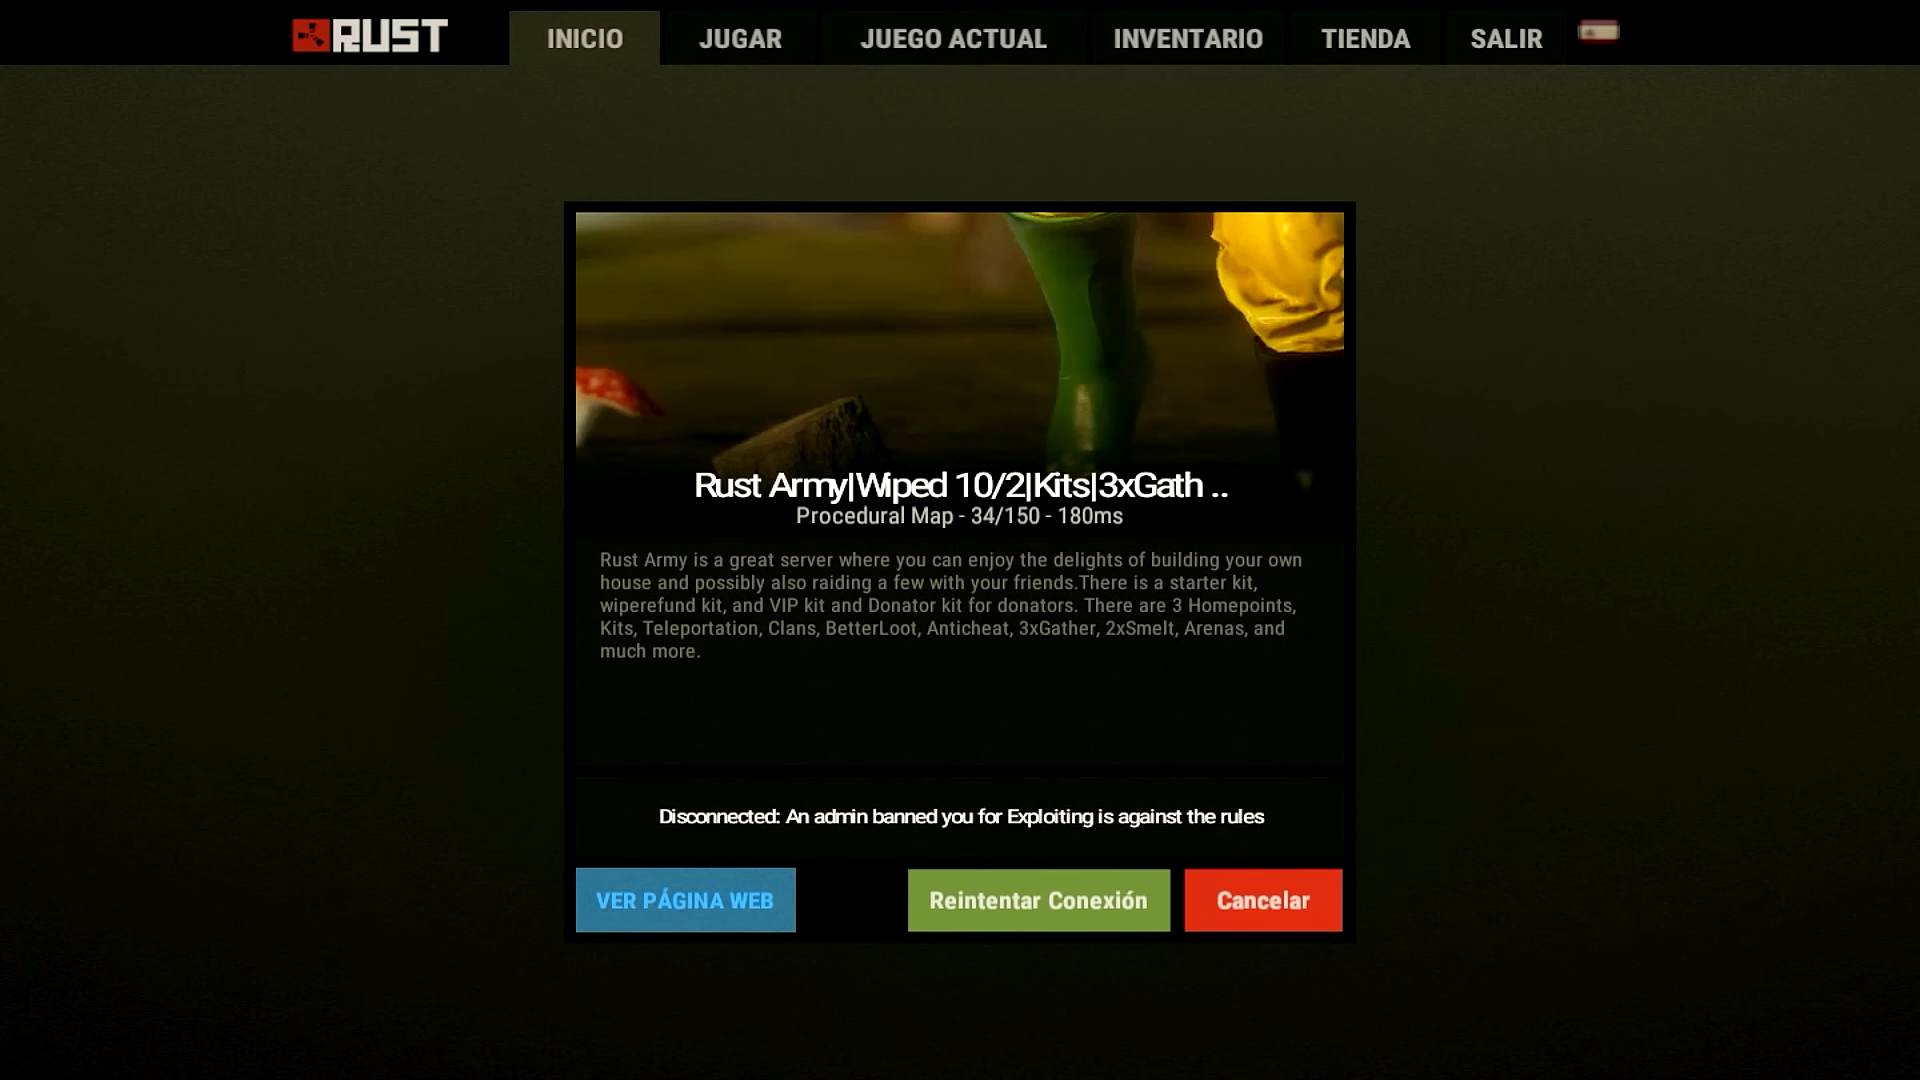 RUST
INICIO
JUGAR
JUEGO ACTUAL
INVENTARIO
TIENDA
SALIR
Rust Army|Wiped 10/2|Kits|3xGath ..
Procedural Map - 34/150 - 180ms
Rust Army is a great server where you can enjoy the delights of building your own
house and possibly also raiding a few with your friends.There is a starter kit,
wiperefund kit, and VIP kit and Donator kit for donators. There are 3 Homepoints,
Kits, Teleportation, Clans, BetterLoot, Anticheat, 3xGather, 2xSmelt, Arenas, and
much more.
Disconnected: An admin banned you for Exploiting is against the rules
VER PÁGINA WEB
Reintentar Conexión
Cancelar